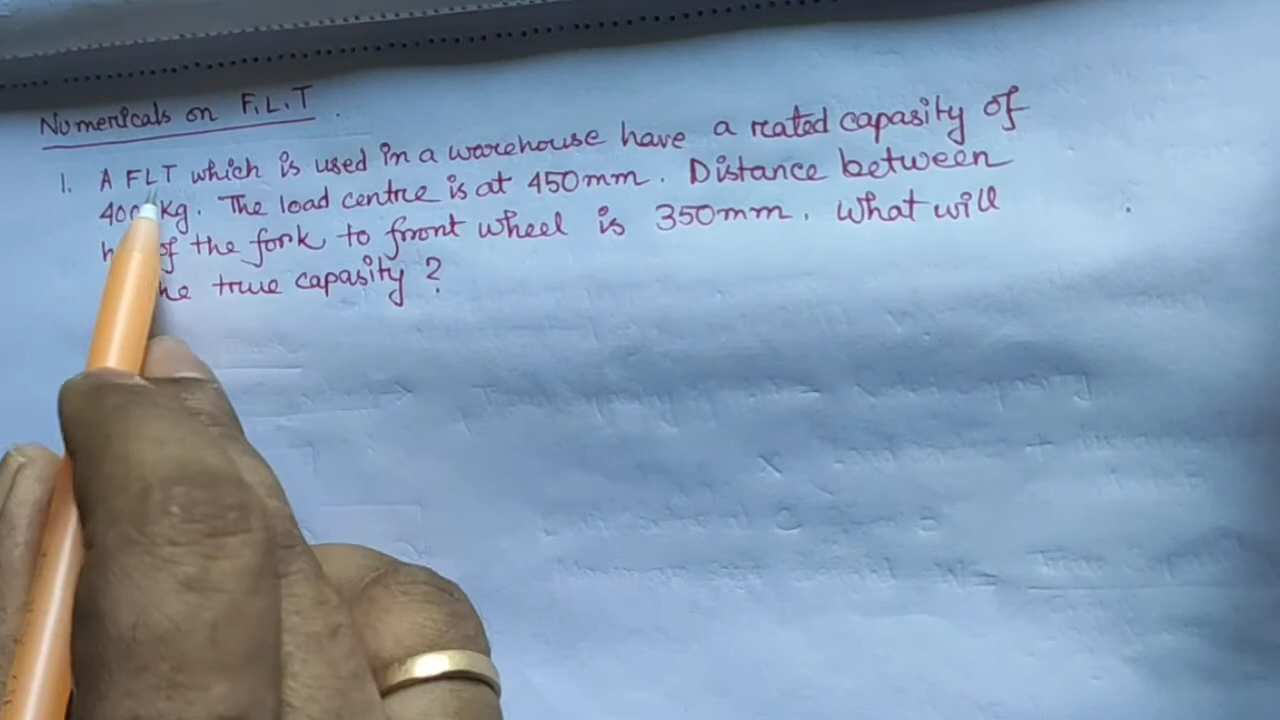 Numericals on F.L.T
1. A FLT which is used in a warehouse have a rated capasity of
Kg. The load centre is at 450mm. Distance between
of the fork to front wheel is 350mm. What will
true capasity?